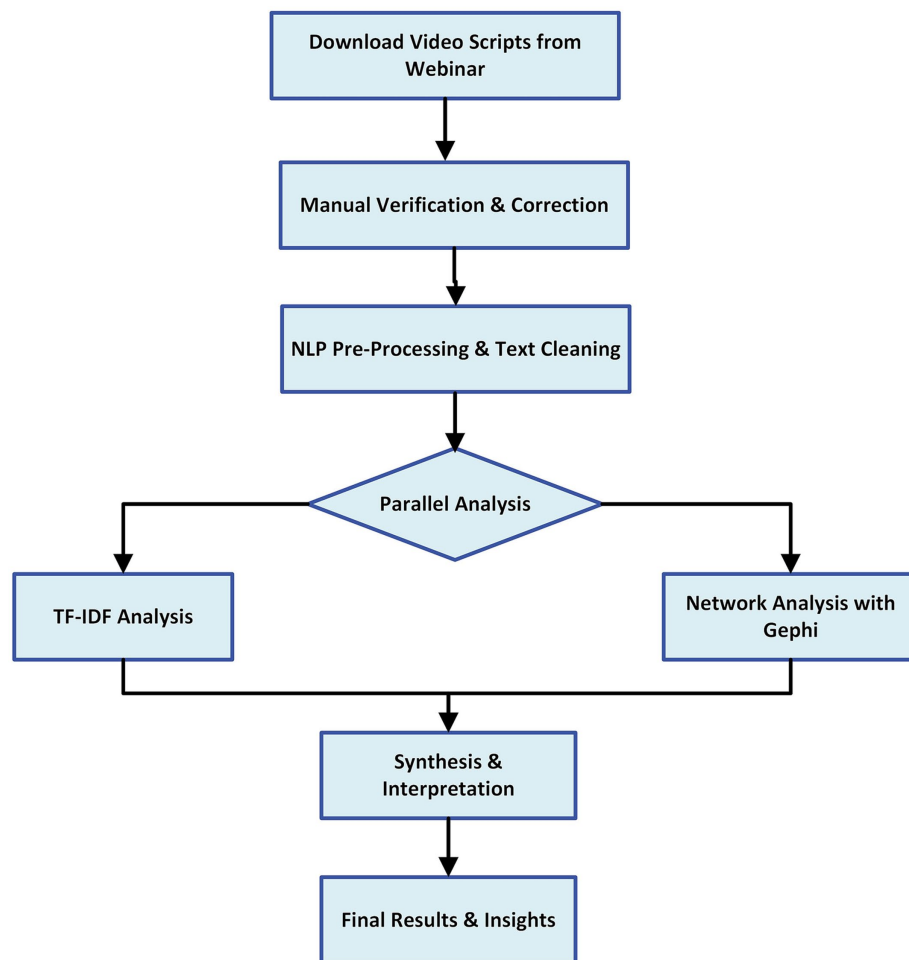 Download Video Scripts from
Webinar
Manual Verification & Correction
NLP Pre-Processing & Text Cleaning
Parallel Analysis
TF-IDF Analysis
Network Analysis with
Gephi
Synthesis &
Interpretation
Final Results & Insights